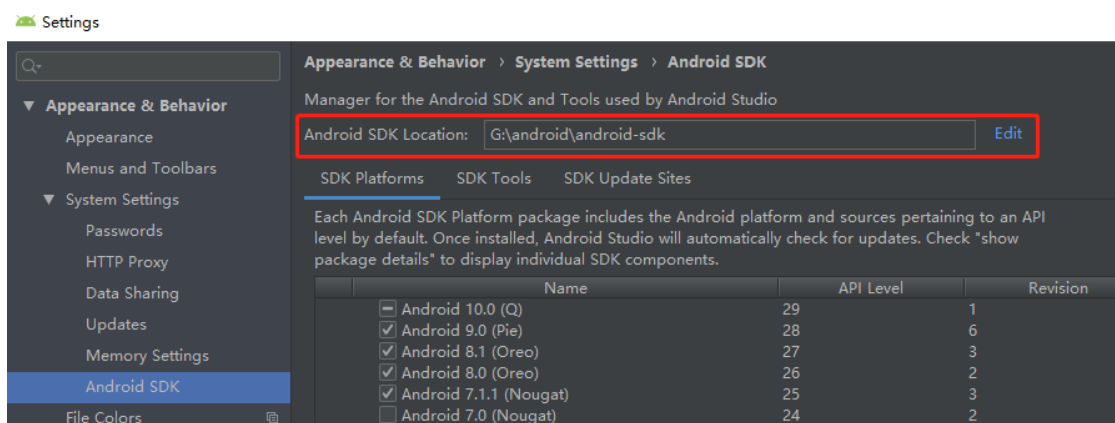 Settings
Appearance & Behavior
Appearance
Menus and Toolbars
System Settings
Passwords
HTTP Proxy
Data Sharing
Updates
Memory Settings
Android SDK
File Colors
Appearance & Behavior › System Settings › Android SDK
Manager for the Android SDK and Tools used by Android Studio
Android SDK Location: G:\android\android-sdk Edit
SDK Platforms SDK Tools SDK Update Sites
Each Android SDK Platform package includes the Android platform and sources pertaining to an API
level by default. Once installed, Android Studio will automatically check for updates. Check "show
package details" to display individual SDK components.
Name API Level Revision
Android 10.0 (Q) 29 1
Android 9.0 (Pie) 28 6
Android 8.1 (Oreo) 27 3
Android 8.0 (Oreo) 26 2
Android 7.1.1 (Nougat) 25 3
Android 7.0 (Nougat) 24 2